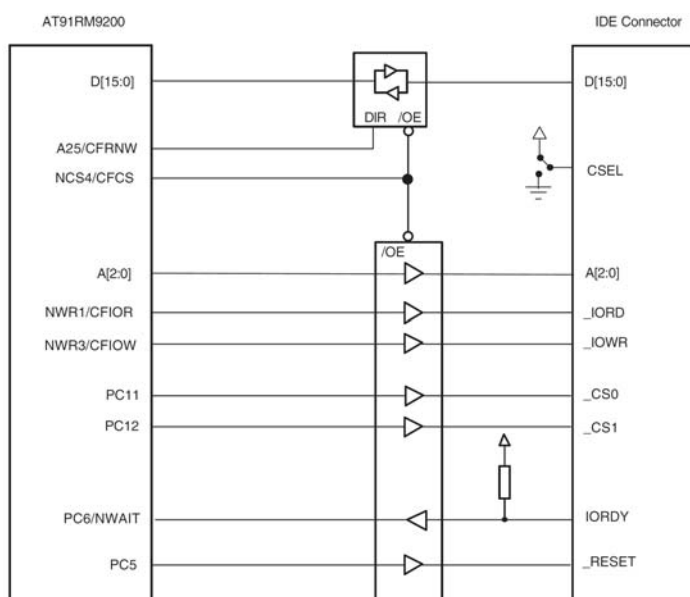 AT91RM9200 IDE Connector
D[15:0] D[15:0]
DIR /OE
A25/CFRNW
NCS4/CFCS CSEL
/OE
A[2:0] A[2:0]
NWR1/CFIOR _IORD
NWR3/CFIOW _IOWR
PC11 _CS0
PC12 _CS1
PC6/NWAIT IORDY
PC5 _RESET